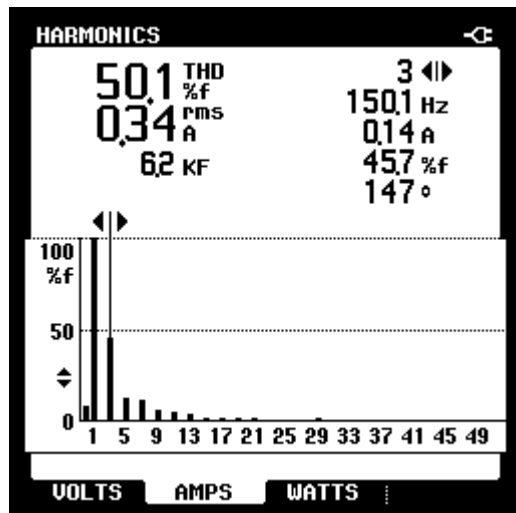 HARMONICS
50.1 THD %f
0.34 rms A
6.2 KF
3
150.1 Hz
0.14 A
45.7 %f
147 °
100
%f
50
0
1 5 9 13 17 21 25 29 33 37 41 45 49
VOLTS AMPS WATTS